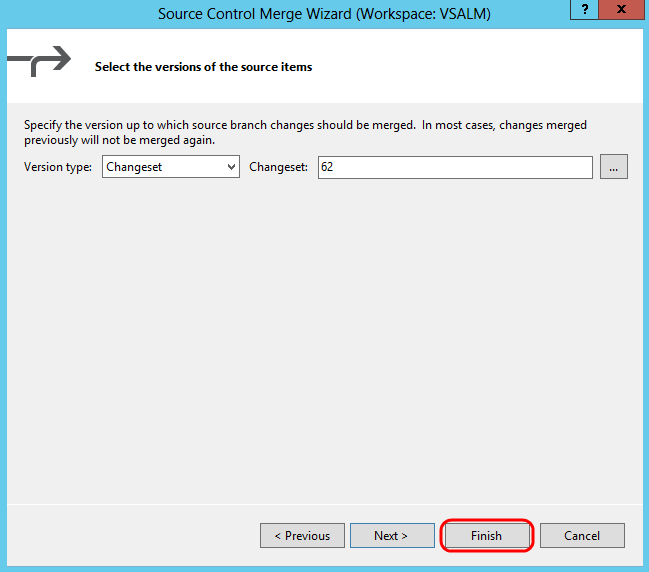 Source Control Merge Wizard (Workspace: VSALM)
? x
Select the versions of the source items
Specify the version up to which source branch changes should be merged. In most cases, changes merged
previously will not be merged again.
Version type: Changeset Changeset: 62 ...
< Previous Next > Finish Cancel